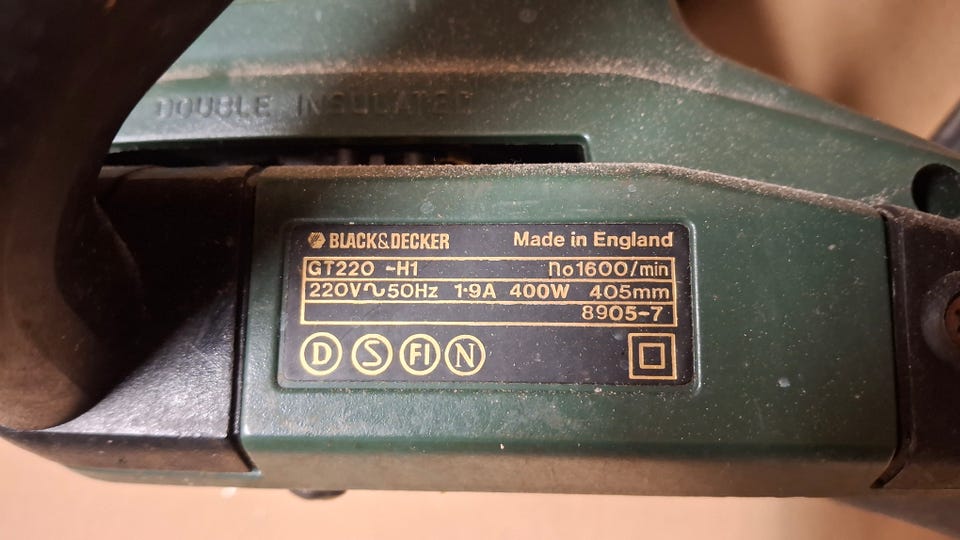 DOUBLE INSULATED
BLACK&DECKER Made in England
GT220 -H1 no1600/min
220V~50Hz 1·9A 400W 405mm
8905-7
D S FI N